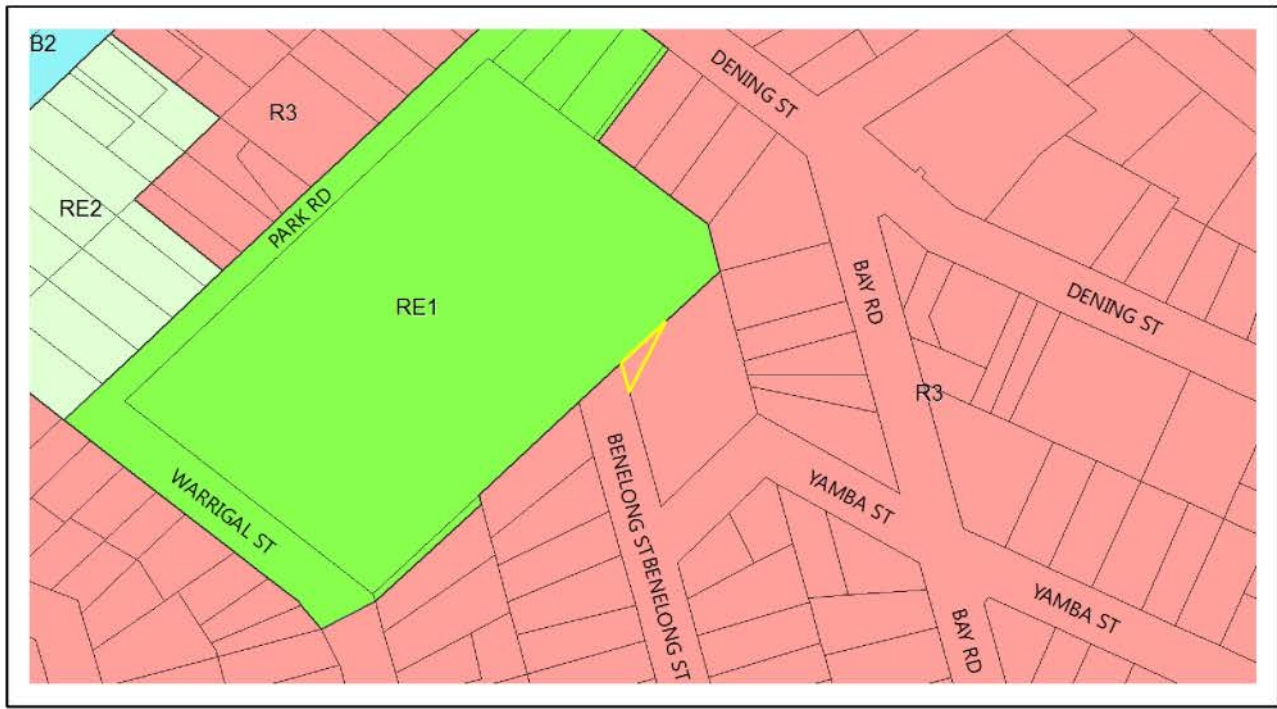 B2
DENING ST
R3
RE2
PARK RD
RE1
BAY RD
DENING ST
R3
BENELONG ST
BENELONG ST
WARRIGAL ST
YAMBA ST
YAMBA ST
BAY RD